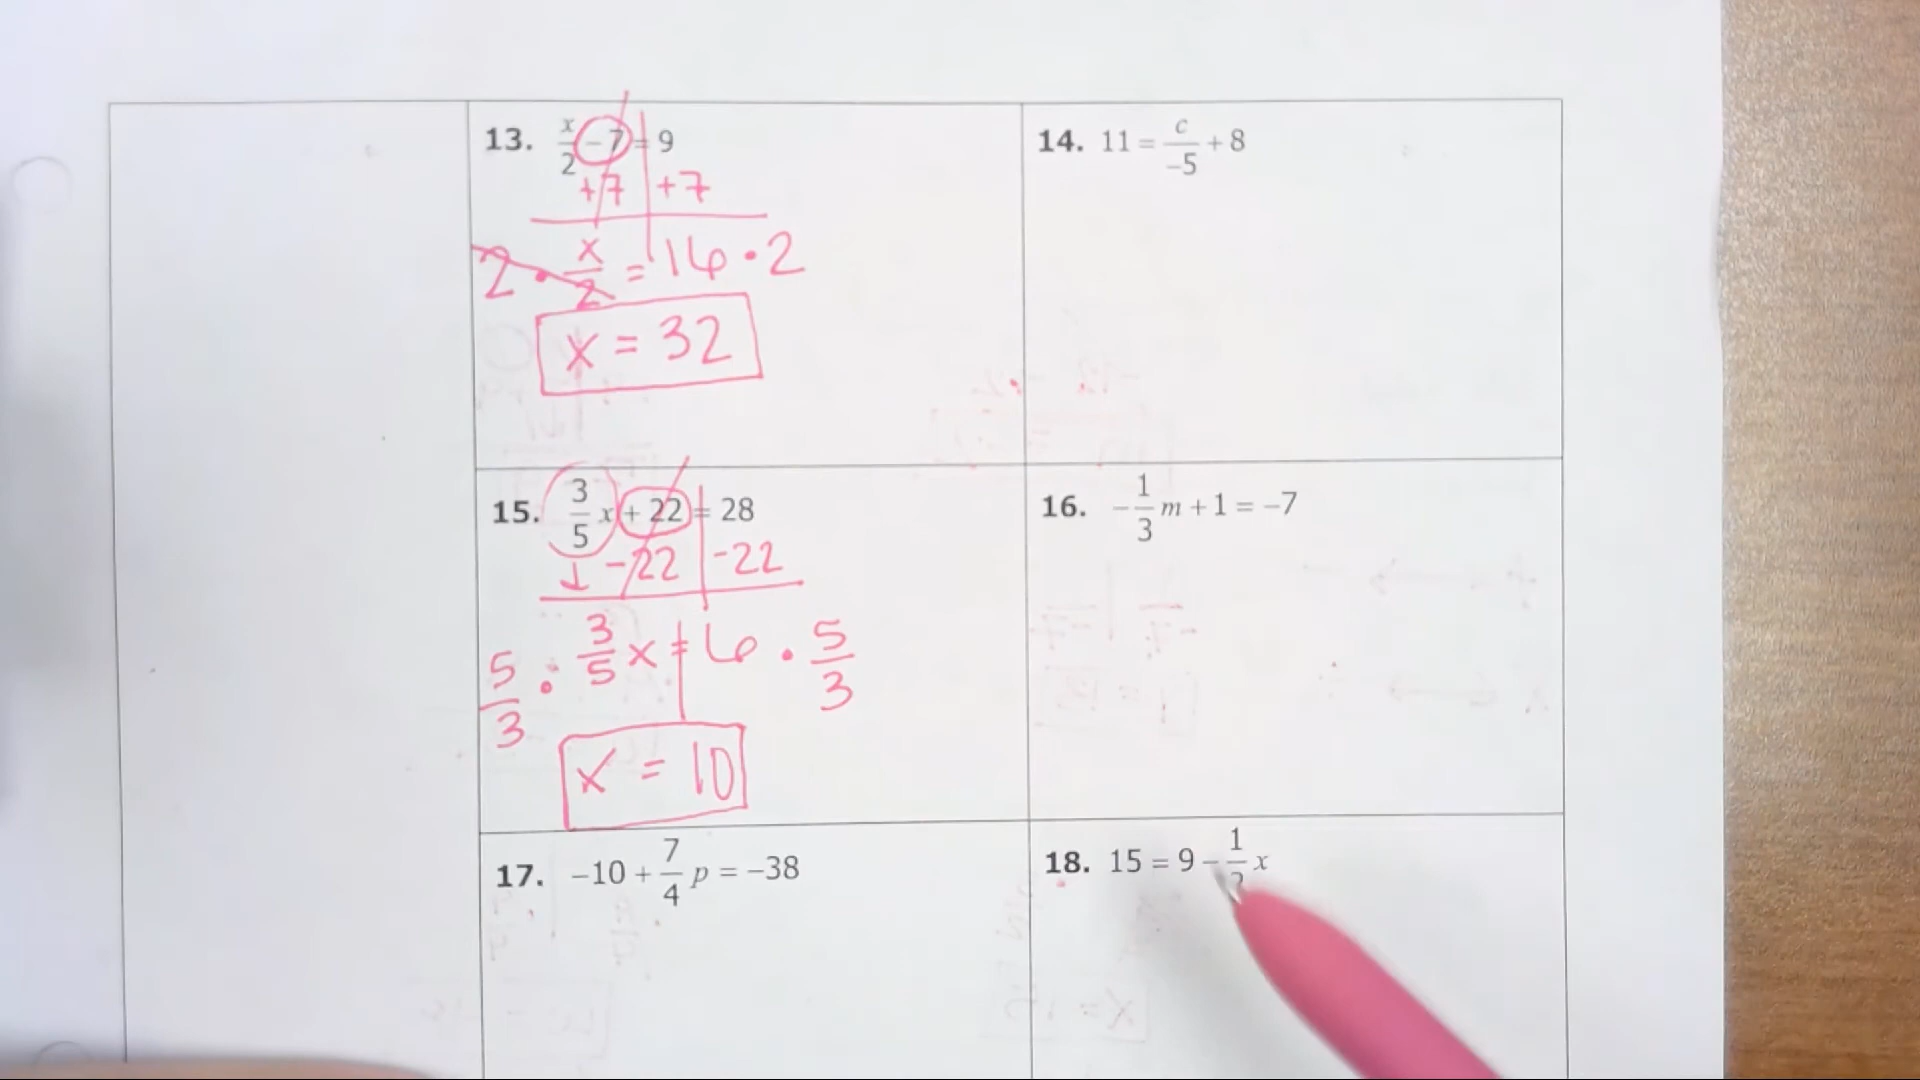 13. x/2 - 7 = 9
+7 +7
2 · x/2 = 16 · 2
x = 32
14. 11 = c/-5 + 8
15. 3/5 x + 22 = 28
↓ -22 -22
5/3 · 3/5 x = 6 · 5/3
x = 10
16. -1/3 m + 1 = -7
17. -10 + 7/4 p = -38
18. 15 = 9 -